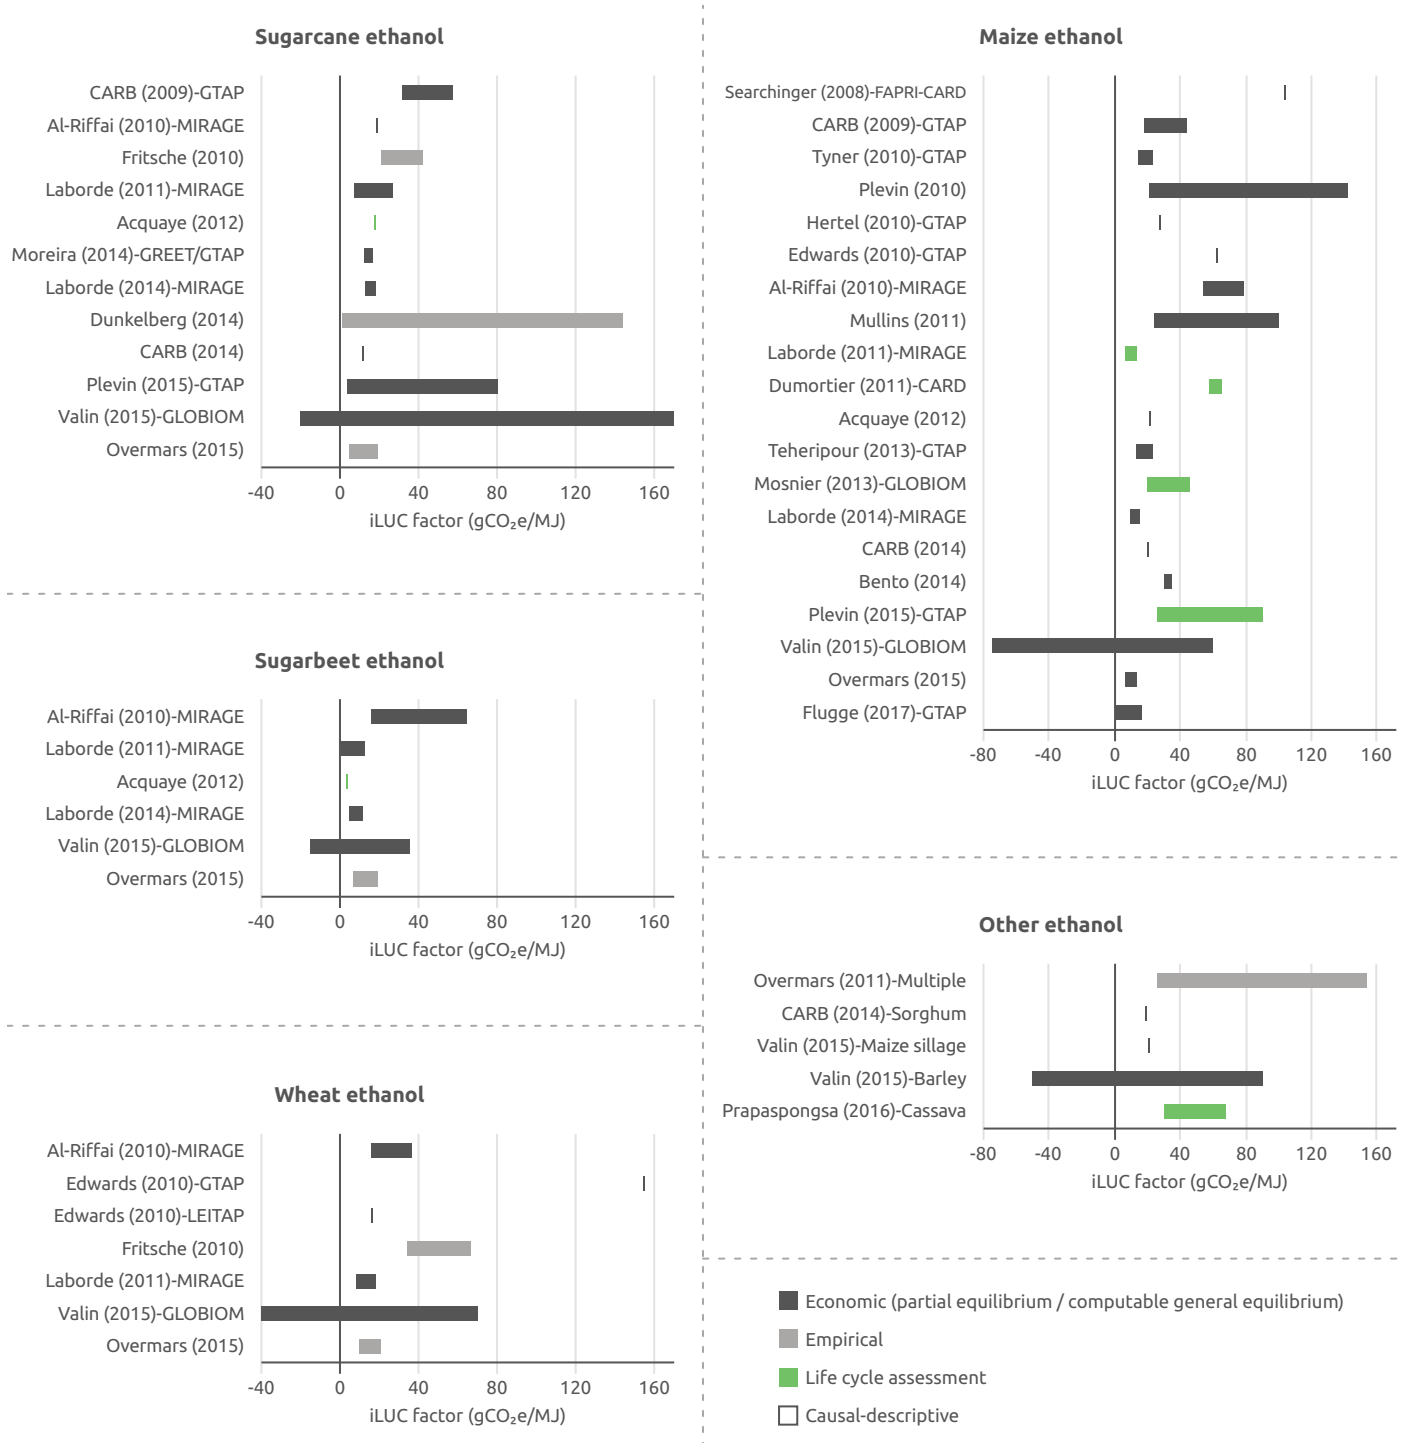 Sugarcane ethanol
CARB (2009)-GTAP
Al-Riffai (2010)-MIRAGE
Fritsche (2010)
Laborde (2011)-MIRAGE
Acquaye (2012)
Moreira (2014)-GREET/GTAP
Laborde (2014)-MIRAGE
Dunkelberg (2014)
CARB (2014)
Plevin (2015)-GTAP
Valin (2015)-GLOBIOM
Overmars (2015)
-40 0 40 80 120 160
iLUC factor (gCO₂e/MJ)
Sugarbeet ethanol
Al-Riffai (2010)-MIRAGE
Laborde (2011)-MIRAGE
Acquaye (2012)
Laborde (2014)-MIRAGE
Valin (2015)-GLOBIOM
Overmars (2015)
-40 0 40 80 120 160
iLUC factor (gCO₂e/MJ)
Wheat ethanol
Al-Riffai (2010)-MIRAGE
Edwards (2010)-GTAP
Edwards (2010)-LEITAP
Fritsche (2010)
Laborde (2011)-MIRAGE
Valin (2015)-GLOBIOM
Overmars (2015)
-40 0 40 80 120 160
iLUC factor (gCO₂e/MJ)
Maize ethanol
Searchinger (2008)-FAPRI-CARD
CARB (2009)-GTAP
Tyner (2010)-GTAP
Plevin (2010)
Hertel (2010)-GTAP
Edwards (2010)-GTAP
Al-Riffai (2010)-MIRAGE
Mullins (2011)
Laborde (2011)-MIRAGE
Dumortier (2011)-CARD
Acquaye (2012)
Teheripour (2013)-GTAP
Mosnier (2013)-GLOBIOM
Laborde (2014)-MIRAGE
CARB (2014)
Bento (2014)
Plevin (2015)-GTAP
Valin (2015)-GLOBIOM
Overmars (2015)
Flugge (2017)-GTAP
-80 -40 0 40 80 120 160
iLUC factor (gCO₂e/MJ)
Other ethanol
Overmars (2011)-Multiple
CARB (2014)-Sorghum
Valin (2015)-Maize sillage
Valin (2015)-Barley
Prapaspongsa (2016)-Cassava
-80 -40 0 40 80 120 160
iLUC factor (gCO₂e/MJ)
Economic (partial equilibrium / computable general equilibrium)
Empirical
Life cycle assessment
Causal-descriptive